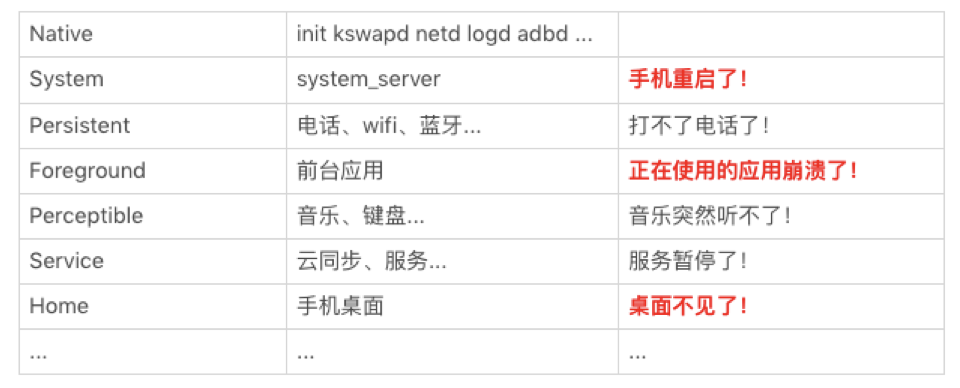 Native init kswapd netd logd adbd ...
System system_server 手机重启了!
Persistent 电话、wifi、蓝牙... 打不了电话了!
Foreground 前台应用 正在使用的应用崩溃了!
Perceptible 音乐、键盘... 音乐突然听不了!
Service 云同步、服务... 服务暂停了!
Home 手机桌面 桌面不见了!
... ... ...